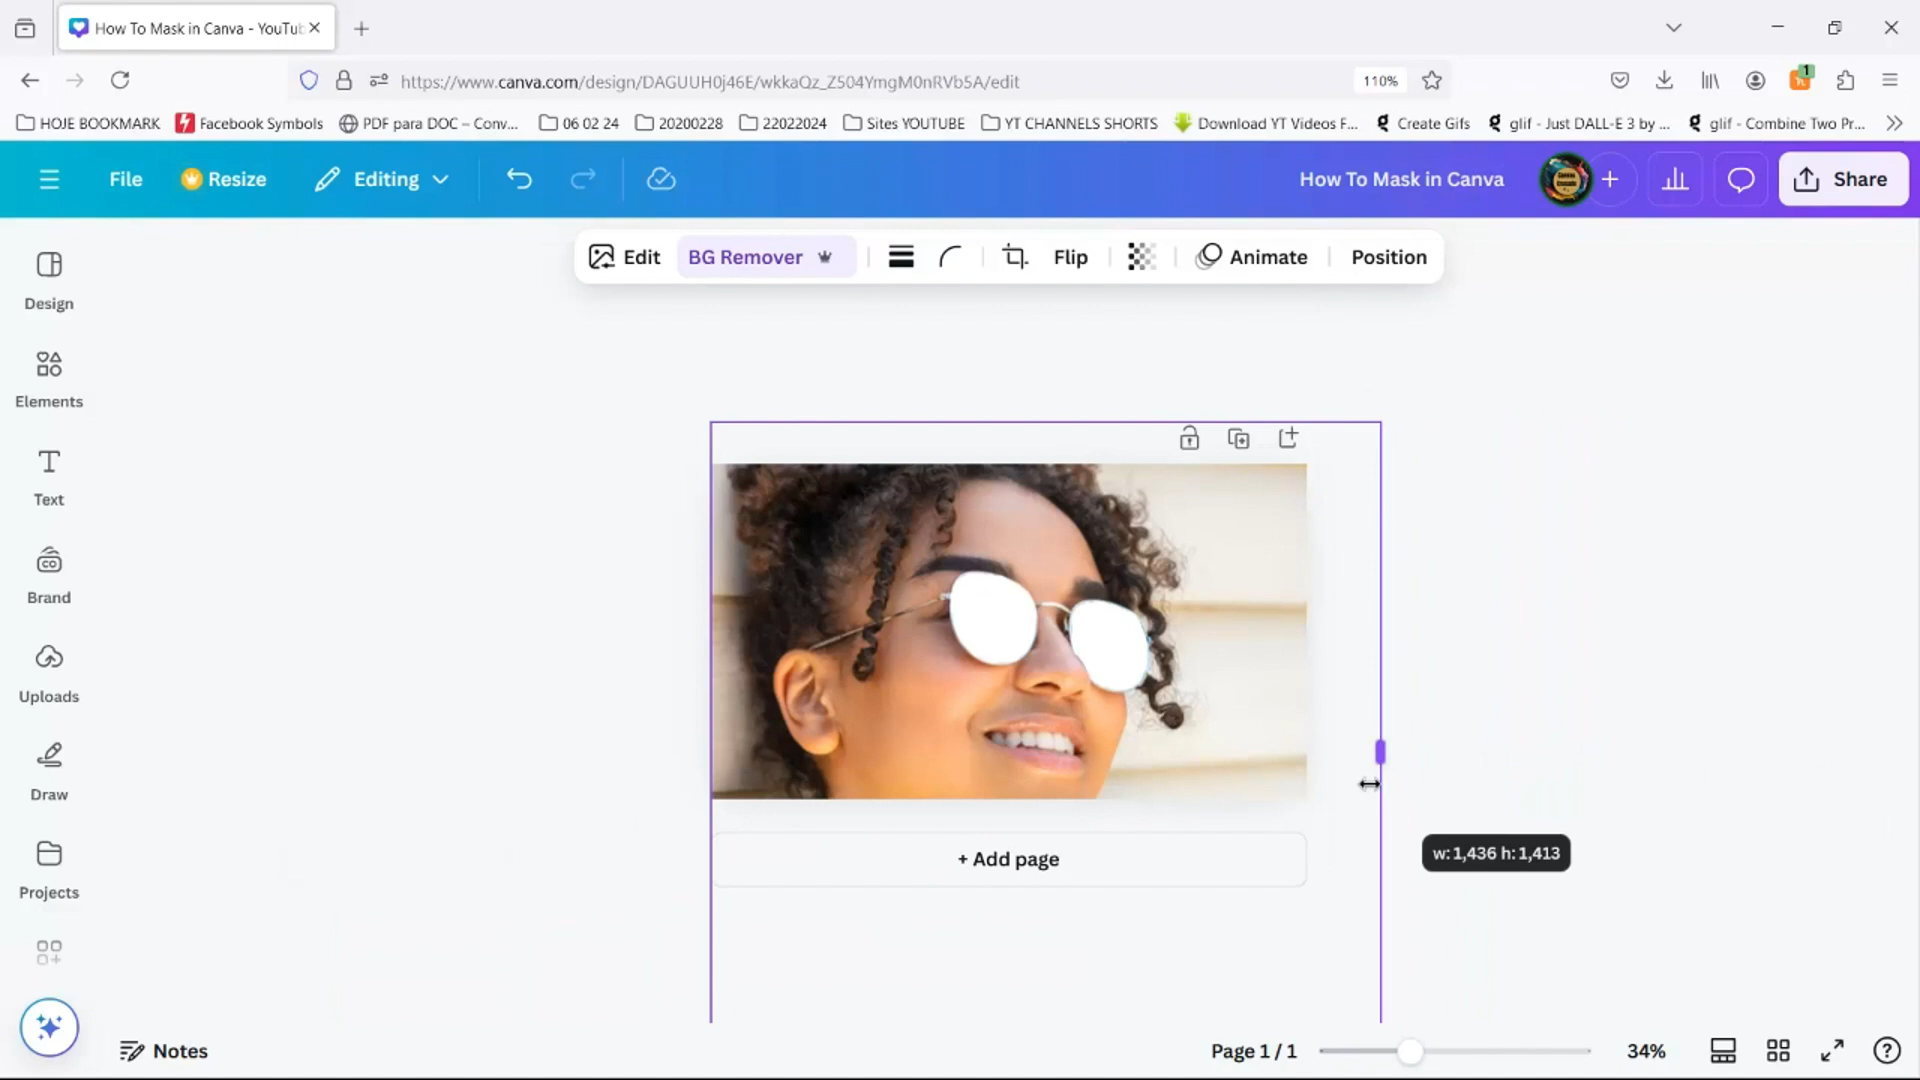 How To Mask in Canva - YouTub
https://www.canva.com/design/DAGUUH0j46E/wkkaQz_Z504YmgM0nRVb5A/edit
110%
1
HOJE BOOKMARK
Facebook Symbols
PDF para DOC – Conv...
06 02 24
20200228
22022024
Sites YOUTUBE
YT CHANNELS SHORTS
Download YT Videos F...
Create Gifs
glif - Just DALL-E 3 by ...
glif - Combine Two Pr...
File
Resize
Editing
How To Mask in Canva
Share
Edit
BG Remover
Flip
Animate
Position
Design
Elements
Text
Brand
Uploads
Draw
Projects
+ Add page
w: 1,436 h: 1,413
Notes
Page 1 / 1
34%